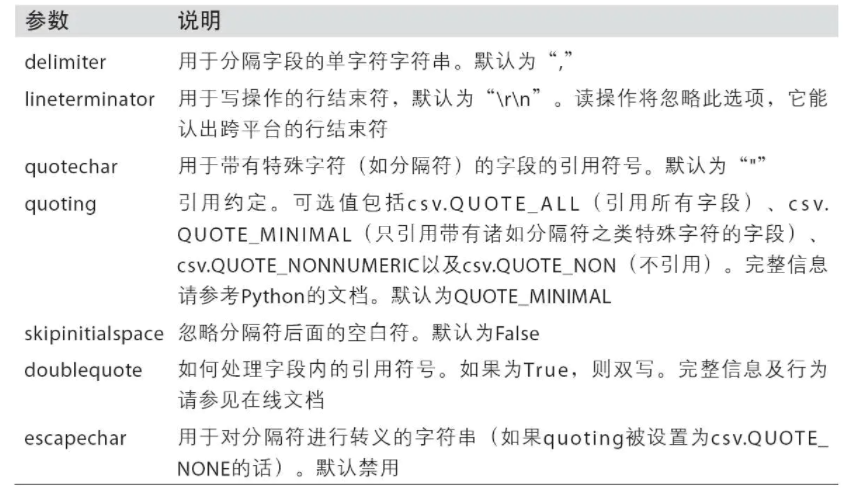 参数 说明
delimiter 用于分隔字段的单字符字符串。默认为“,”
lineterminator 用于写操作的行结束符，默认为“\r\n”。读操作将忽略此选项，它能
认出跨平台的行结束符
quotechar 用于带有特殊字符（如分隔符）的字段的引用符号。默认为“"”
quoting 引用约定。可选值包括csv.QUOTE_ALL（引用所有字段）、csv.
QUOTE_MINIMAL（只引用带有诸如分隔符之类特殊字符的字段）、
csv.QUOTE_NONNUMERIC以及csv.QUOTE_NON（不引用）。完整信息
请参考Python的文档。默认为QUOTE_MINIMAL
skipinitialspace 忽略分隔符后面的空白符。默认为False
doublequote 如何处理字段内的引用符号。如果为True，则双写。完整信息及行为
请参见在线文档
escapechar 用于对分隔符进行转义的字符串（如果quoting被设置为csv.QUOTE_
NONE的话）。默认禁用